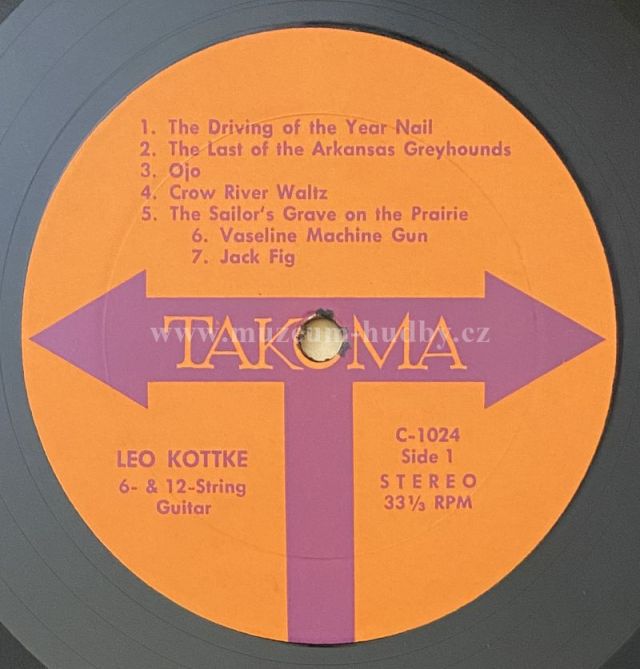 1. The Driving of the Year Nail
2. The Last of the Arkansas Greyhounds
3. Ojo
4. Crow River Waltz
5. The Sailor's Grave on the Prairie
6. Vaseline Machine Gun
7. Jack Fig
www.muzeum-hudby.cz
TAKOMA
LEO KOTTKE
6- & 12-String
Guitar
C-1024
Side 1
STEREO
33⅓ RPM